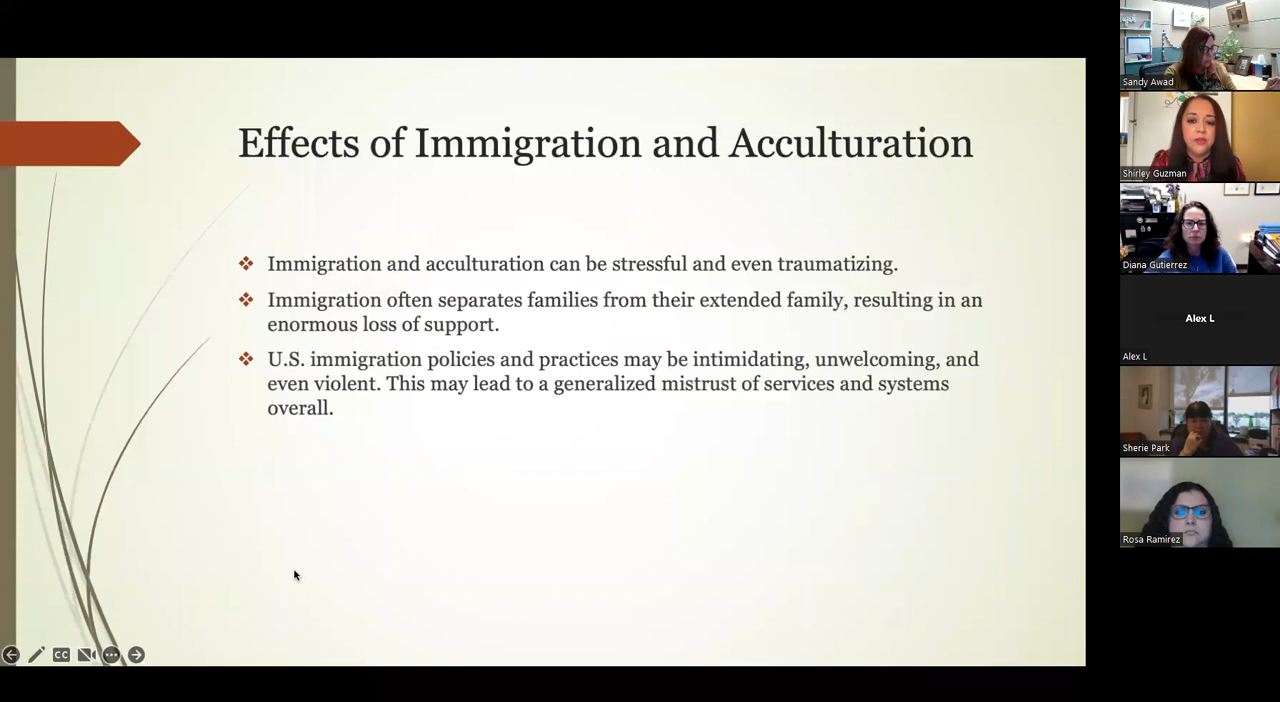 Effects of Immigration and Acculturation
Immigration and acculturation can be stressful and even traumatizing.
Immigration often separates families from their extended family, resulting in an
enormous loss of support.
U.S. immigration policies and practices may be intimidating, unwelcoming, and
even violent. This may lead to a generalized mistrust of services and systems
overall.
CC
Sandy Awad
Shirley Guzman
Diana Gutierrez
Alex L
Alex L
Sherie Park
Rosa Ramirez